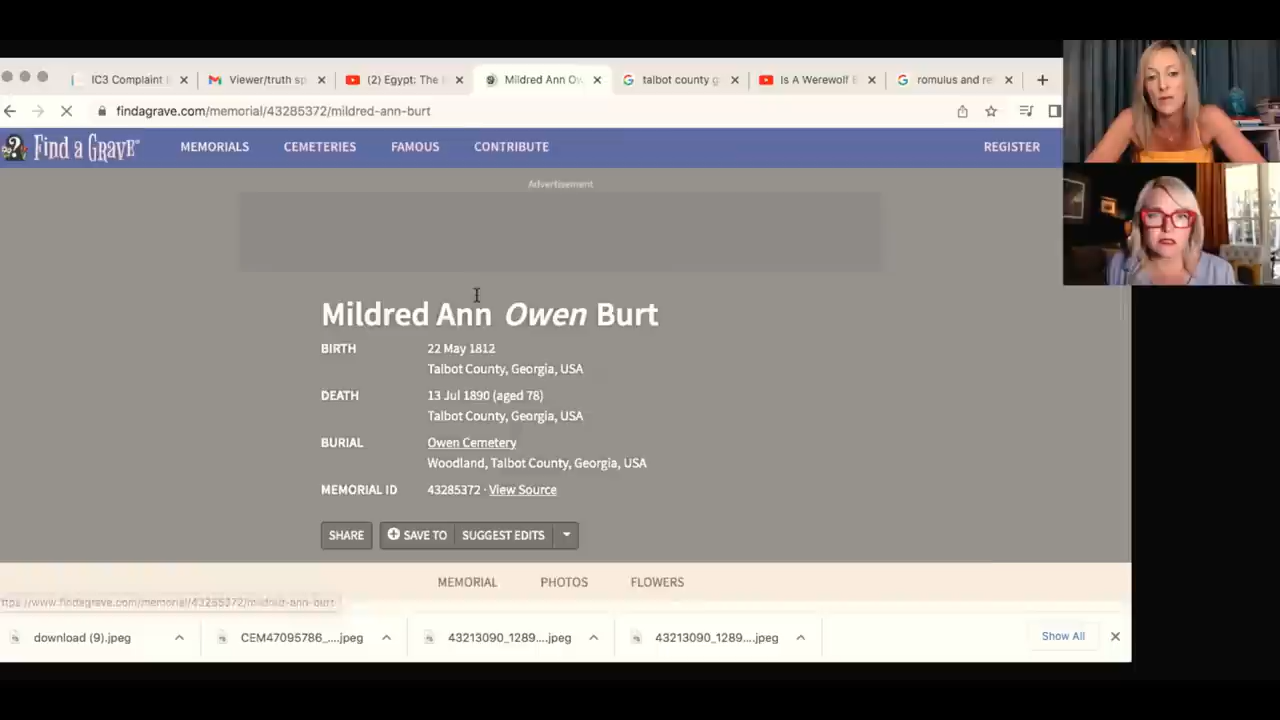 IC3 Complaint
Viewer/truth sp
(2) Egypt: The
Mildred Ann Ow
talbot county g
Is A Werewolf
romulus and re
findagrave.com/memorial/43285372/mildred-ann-burt
FIND A GRAVE
MEMORIALS
CEMETERIES
FAMOUS
CONTRIBUTE
REGISTER
Advertisement
Mildred Ann Owen Burt
BIRTH 22 May 1812
Talbot County, Georgia, USA
DEATH 13 Jul 1890 (aged 78)
Talbot County, Georgia, USA
BURIAL Owen Cemetery
Woodland, Talbot County, Georgia, USA
MEMORIAL ID 43285372 · View Source
SHARE
SAVE TO
SUGGEST EDITS
MEMORIAL
PHOTOS
FLOWERS
ttps://www.findagrave.com/memorial/43285372/mildred-ann-burt
download (9).jpeg
CEM47095786_....jpeg
43213090_1289....jpeg
43213090_1289....jpeg
Show All